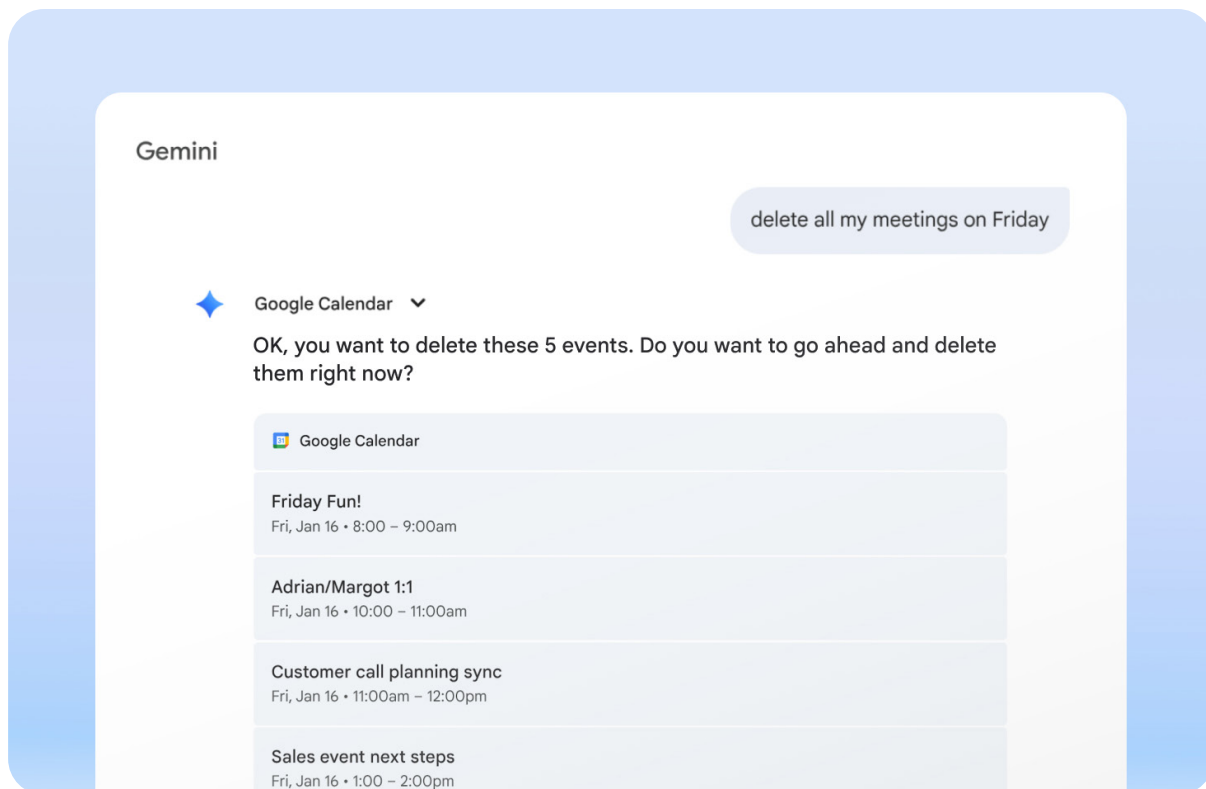 Gemini
delete all my meetings on Friday
Google Calendar
OK, you want to delete these 5 events. Do you want to go ahead and delete
them right now?
31 Google Calendar
Friday Fun!
Fri, Jan 16 • 8:00 – 9:00am
Adrian/Margot 1:1
Fri, Jan 16 • 10:00 – 11:00am
Customer call planning sync
Fri, Jan 16 • 11:00am – 12:00pm
Sales event next steps
Fri, Jan 16 • 1:00 – 2:00pm